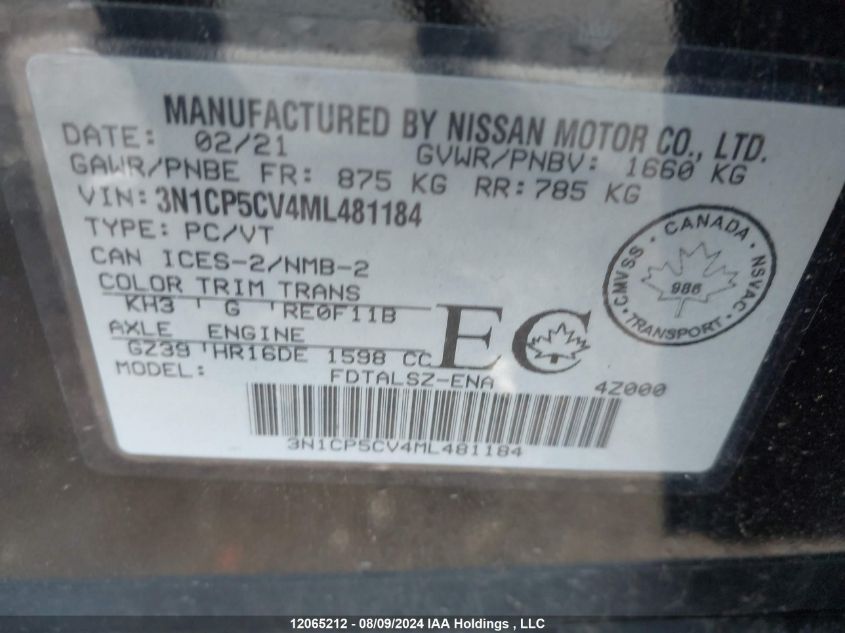 MANUFACTURED BY NISSAN MOTOR CO., LTD.
DATE: 02/21 GVWR/PNBV: 1660 KG
GAWR/PNBE FR: 875 KG RR: 785 KG
VIN: 3N1CP5CV4ML481184
TYPE: PC/VT
CAN ICES-2/NMB-2
COLOR TRIM TRANS
KH3 G RE0F11B
AXLE ENGINE
GZ39 HR16DE 1598 CC
MODEL: FDTALSZ-ENA 4Z000
EC
CANADA
CMVSS NSVAC
986
TRANSPORT
3N1CP5CV4ML481184
12065212 - 08/09/2024 IAA Holdings , LLC